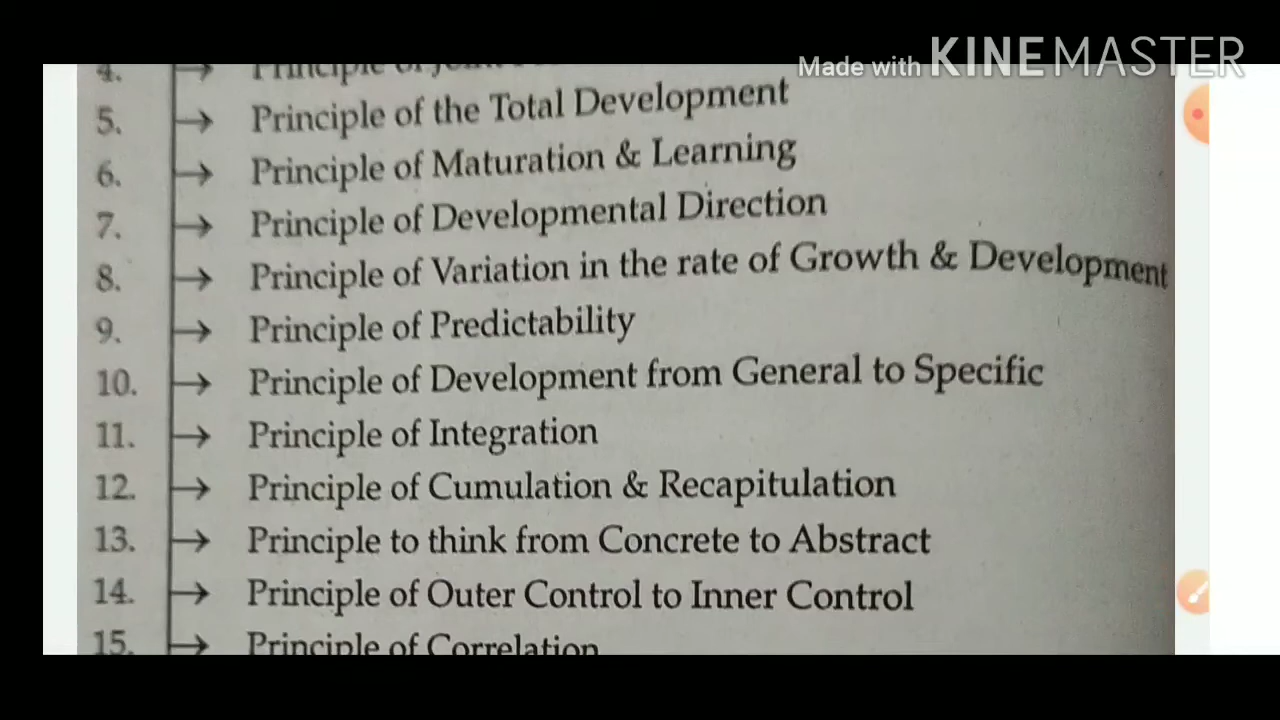 Made with KINEMASTER
4. → Principle of
5. → Principle of the Total Development
6. → Principle of Maturation & Learning
7. → Principle of Developmental Direction
8. → Principle of Variation in the rate of Growth & Development
9. → Principle of Predictability
10. → Principle of Development from General to Specific
11. → Principle of Integration
12. → Principle of Cumulation & Recapitulation
13. → Principle to think from Concrete to Abstract
14. → Principle of Outer Control to Inner Control
15. → Principle of Correlation